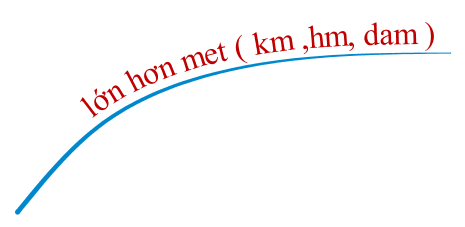 lớn hơn met ( km ,hm, dam )